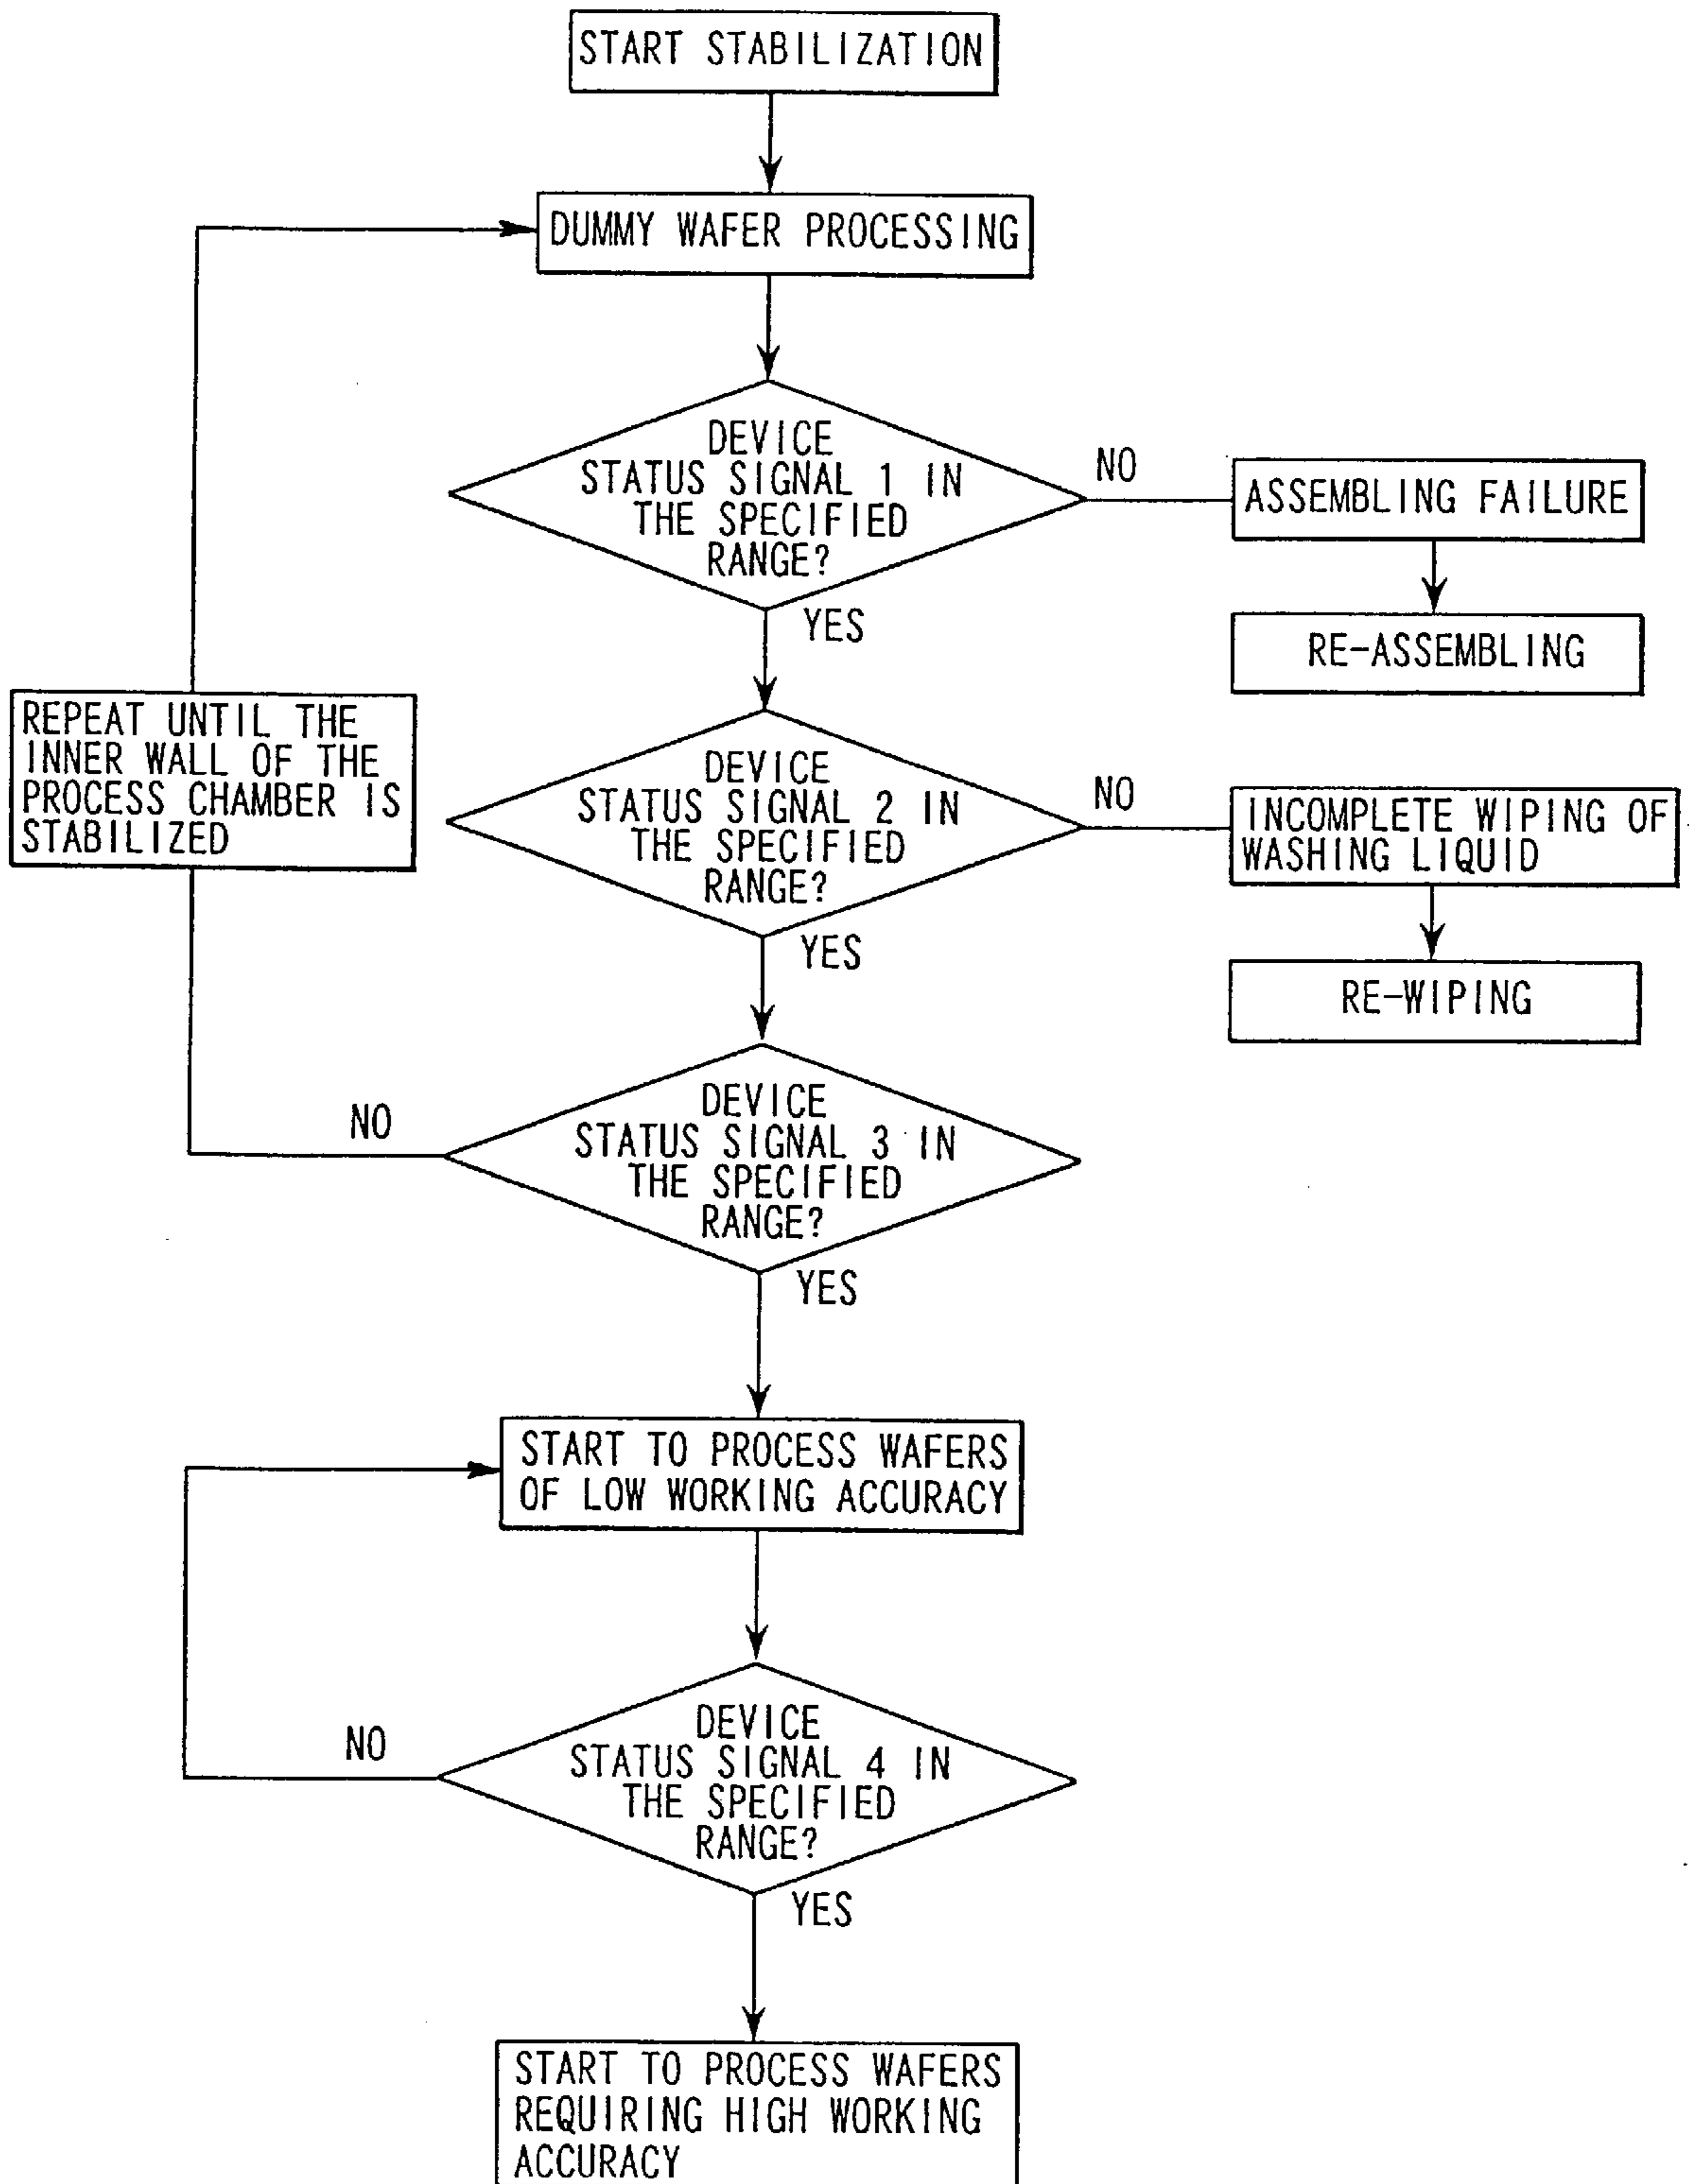 START STABILIZATION
DUMMY WAFER PROCESSING
DEVICE
STATUS SIGNAL 1 IN
THE SPECIFIED
RANGE?
NO
ASSEMBLING FAILURE
YES
RE-ASSEMBLING
REPEAT UNTIL THE
INNER WALL OF THE
PROCESS CHAMBER IS
STABILIZED
DEVICE
STATUS SIGNAL 2 IN
THE SPECIFIED
RANGE?
NO
INCOMPLETE WIPING OF
WASHING LIQUID
YES
RE-WIPING
DEVICE
STATUS SIGNAL 3 IN
THE SPECIFIED
RANGE?
NO
YES
START TO PROCESS WAFERS
OF LOW WORKING ACCURACY
DEVICE
STATUS SIGNAL 4 IN
THE SPECIFIED
RANGE?
NO
YES
START TO PROCESS WAFERS
REQUIRING HIGH WORKING
ACCURACY